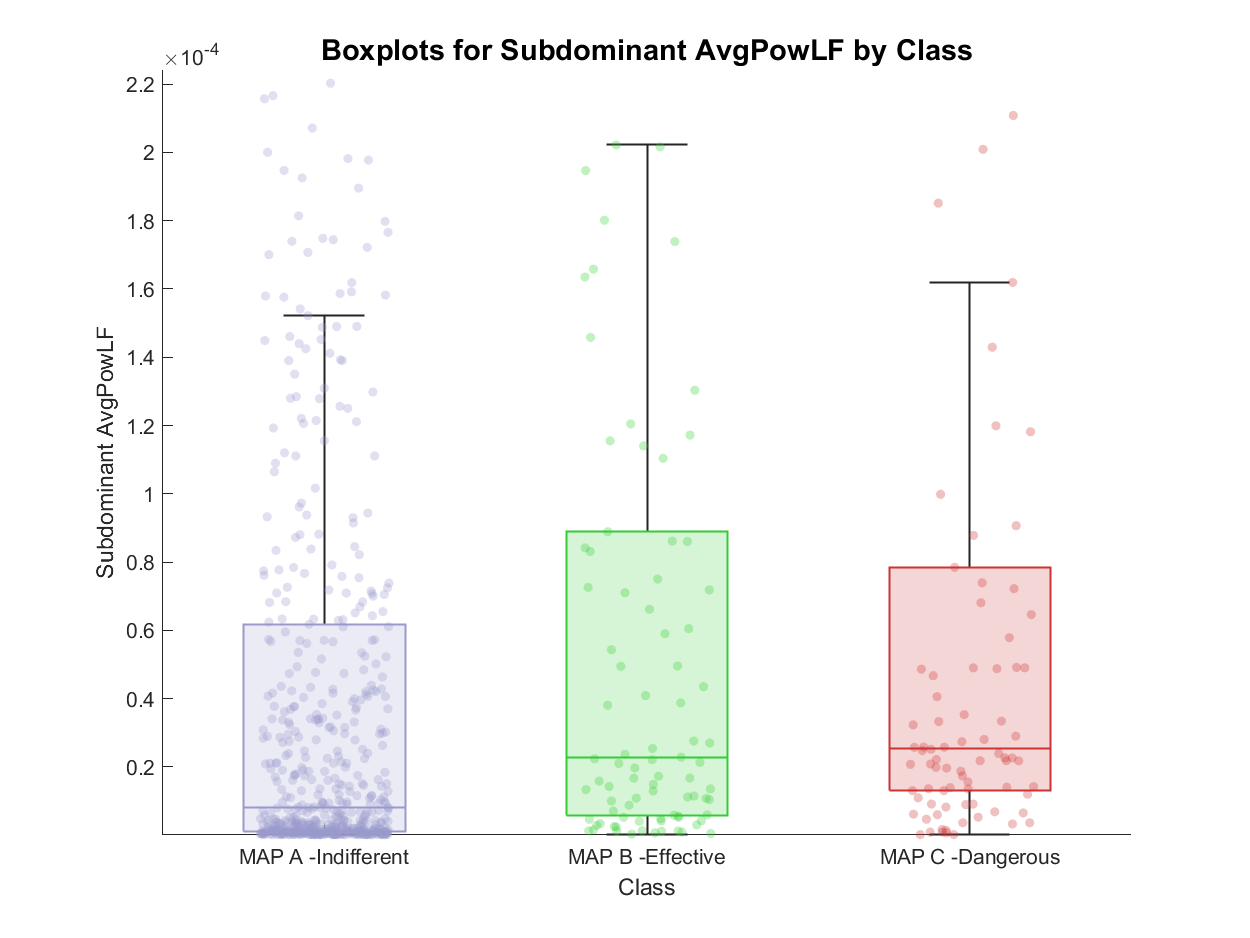 Boxplots for Subdominant AvgPowLF by Class
×10⁻⁴
2.2
2
1.8
1.6
1.4
1.2
1
0.8
0.6
0.4
0.2
Subdominant AvgPowLF
MAP A -Indifferent
MAP B -Effective
MAP C -Dangerous
Class